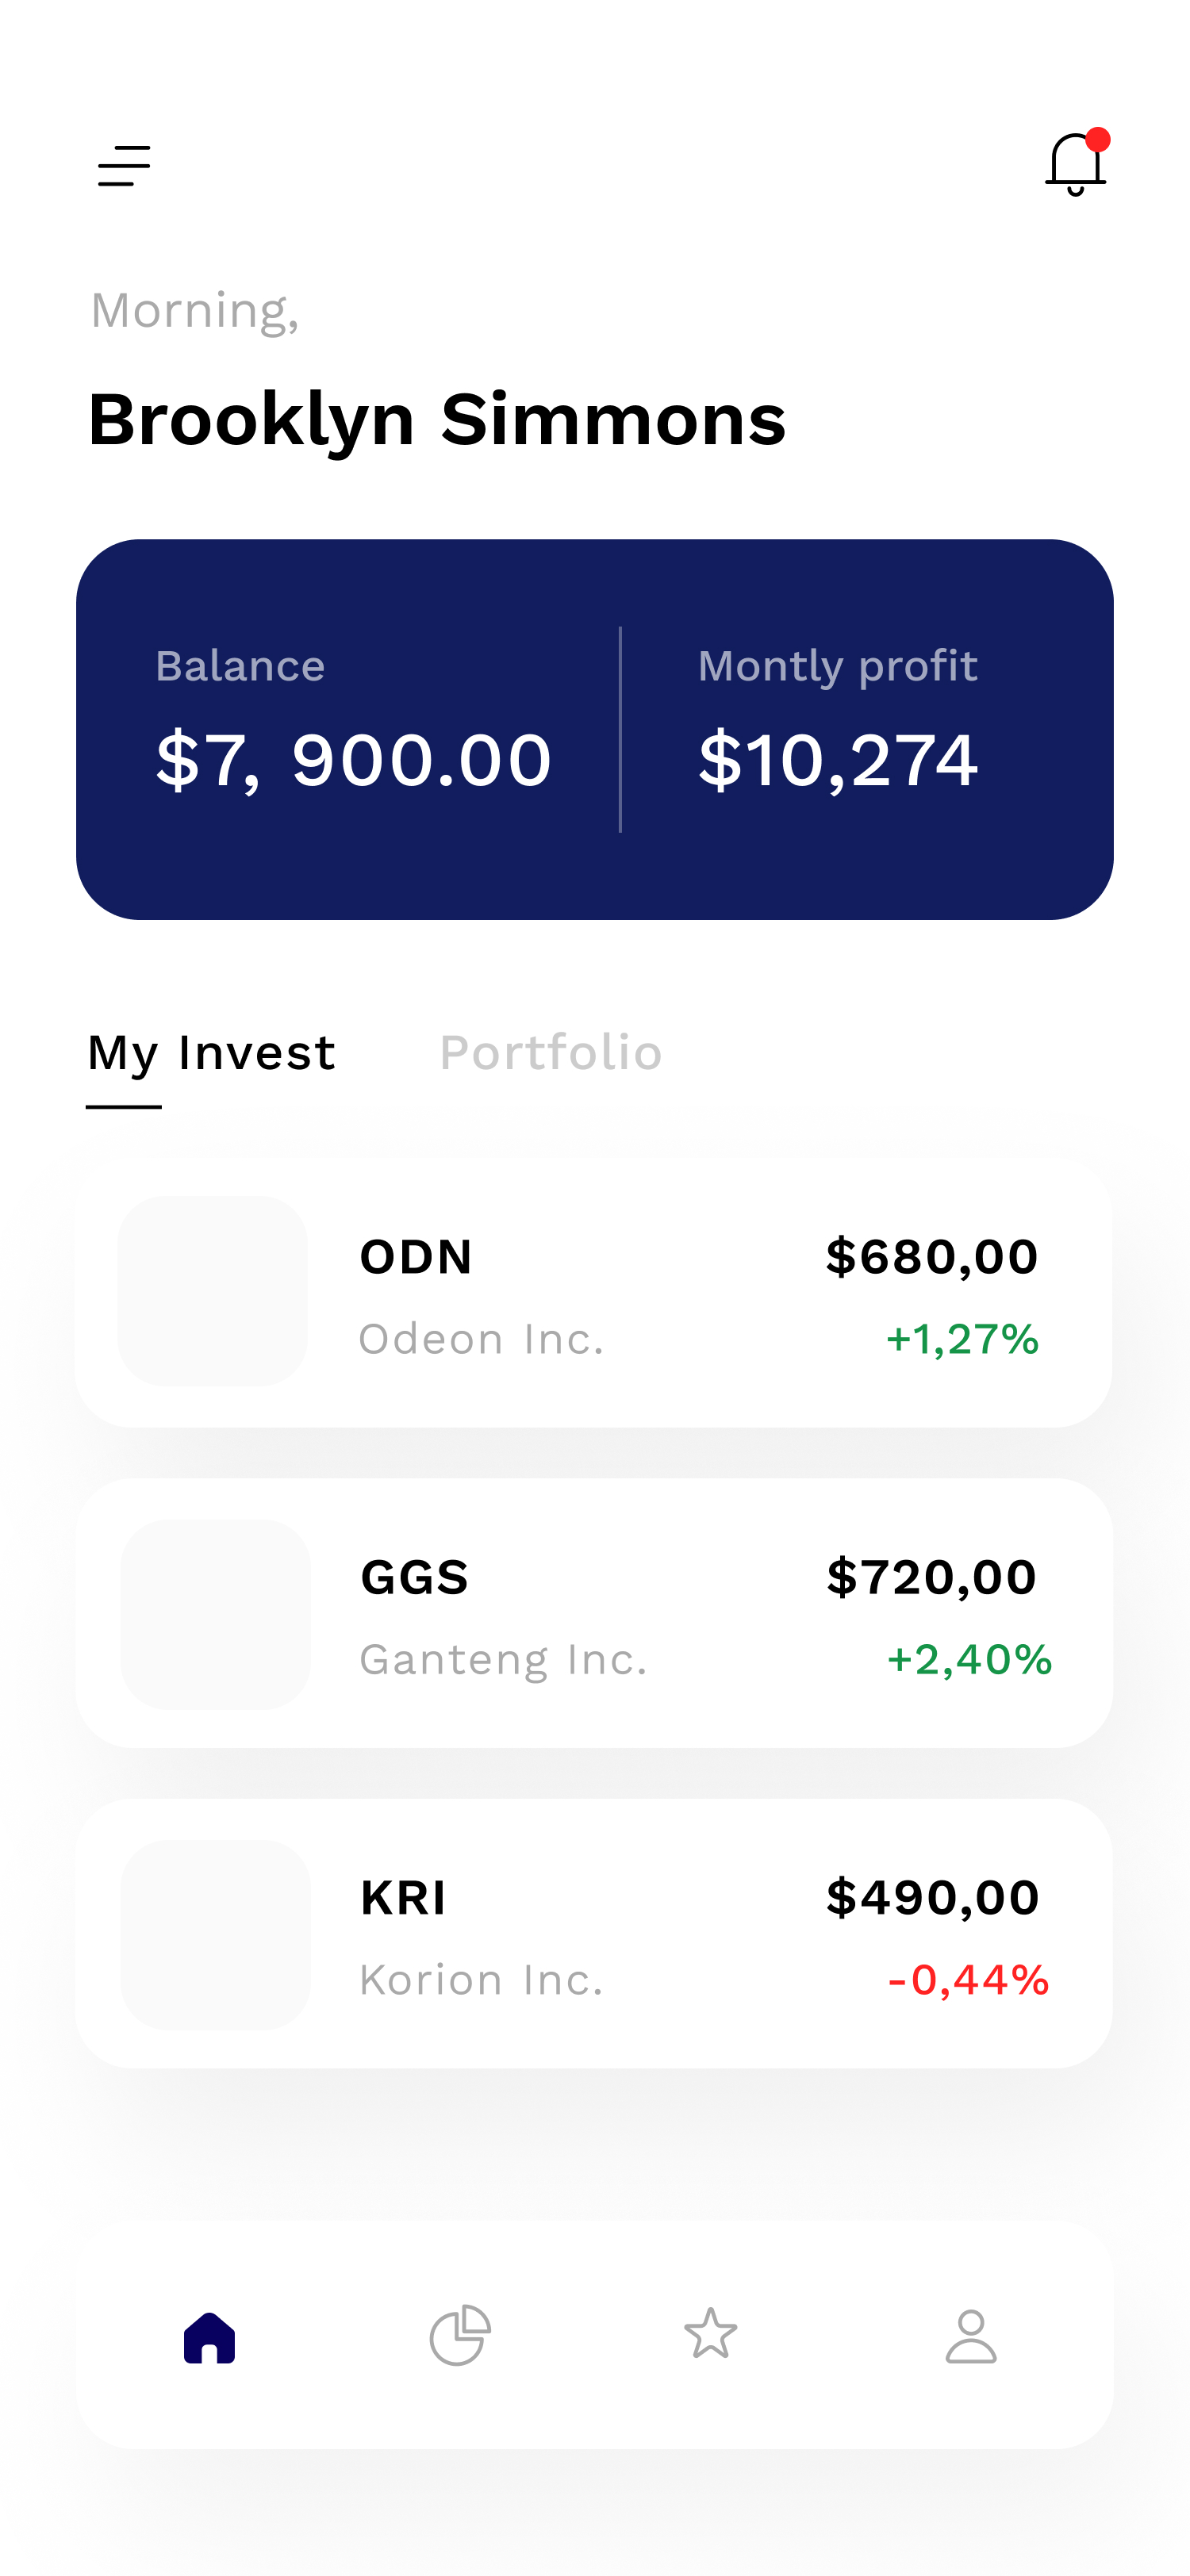 Morning,
Brooklyn Simmons
Balance
$7, 900.00
Montly profit
$10,274
My Invest
Portfolio
ODN
$680,00
Odeon Inc.
+1,27%
GGS
$720,00
Ganteng Inc.
+2,40%
KRI
$490,00
Korion Inc.
-0,44%